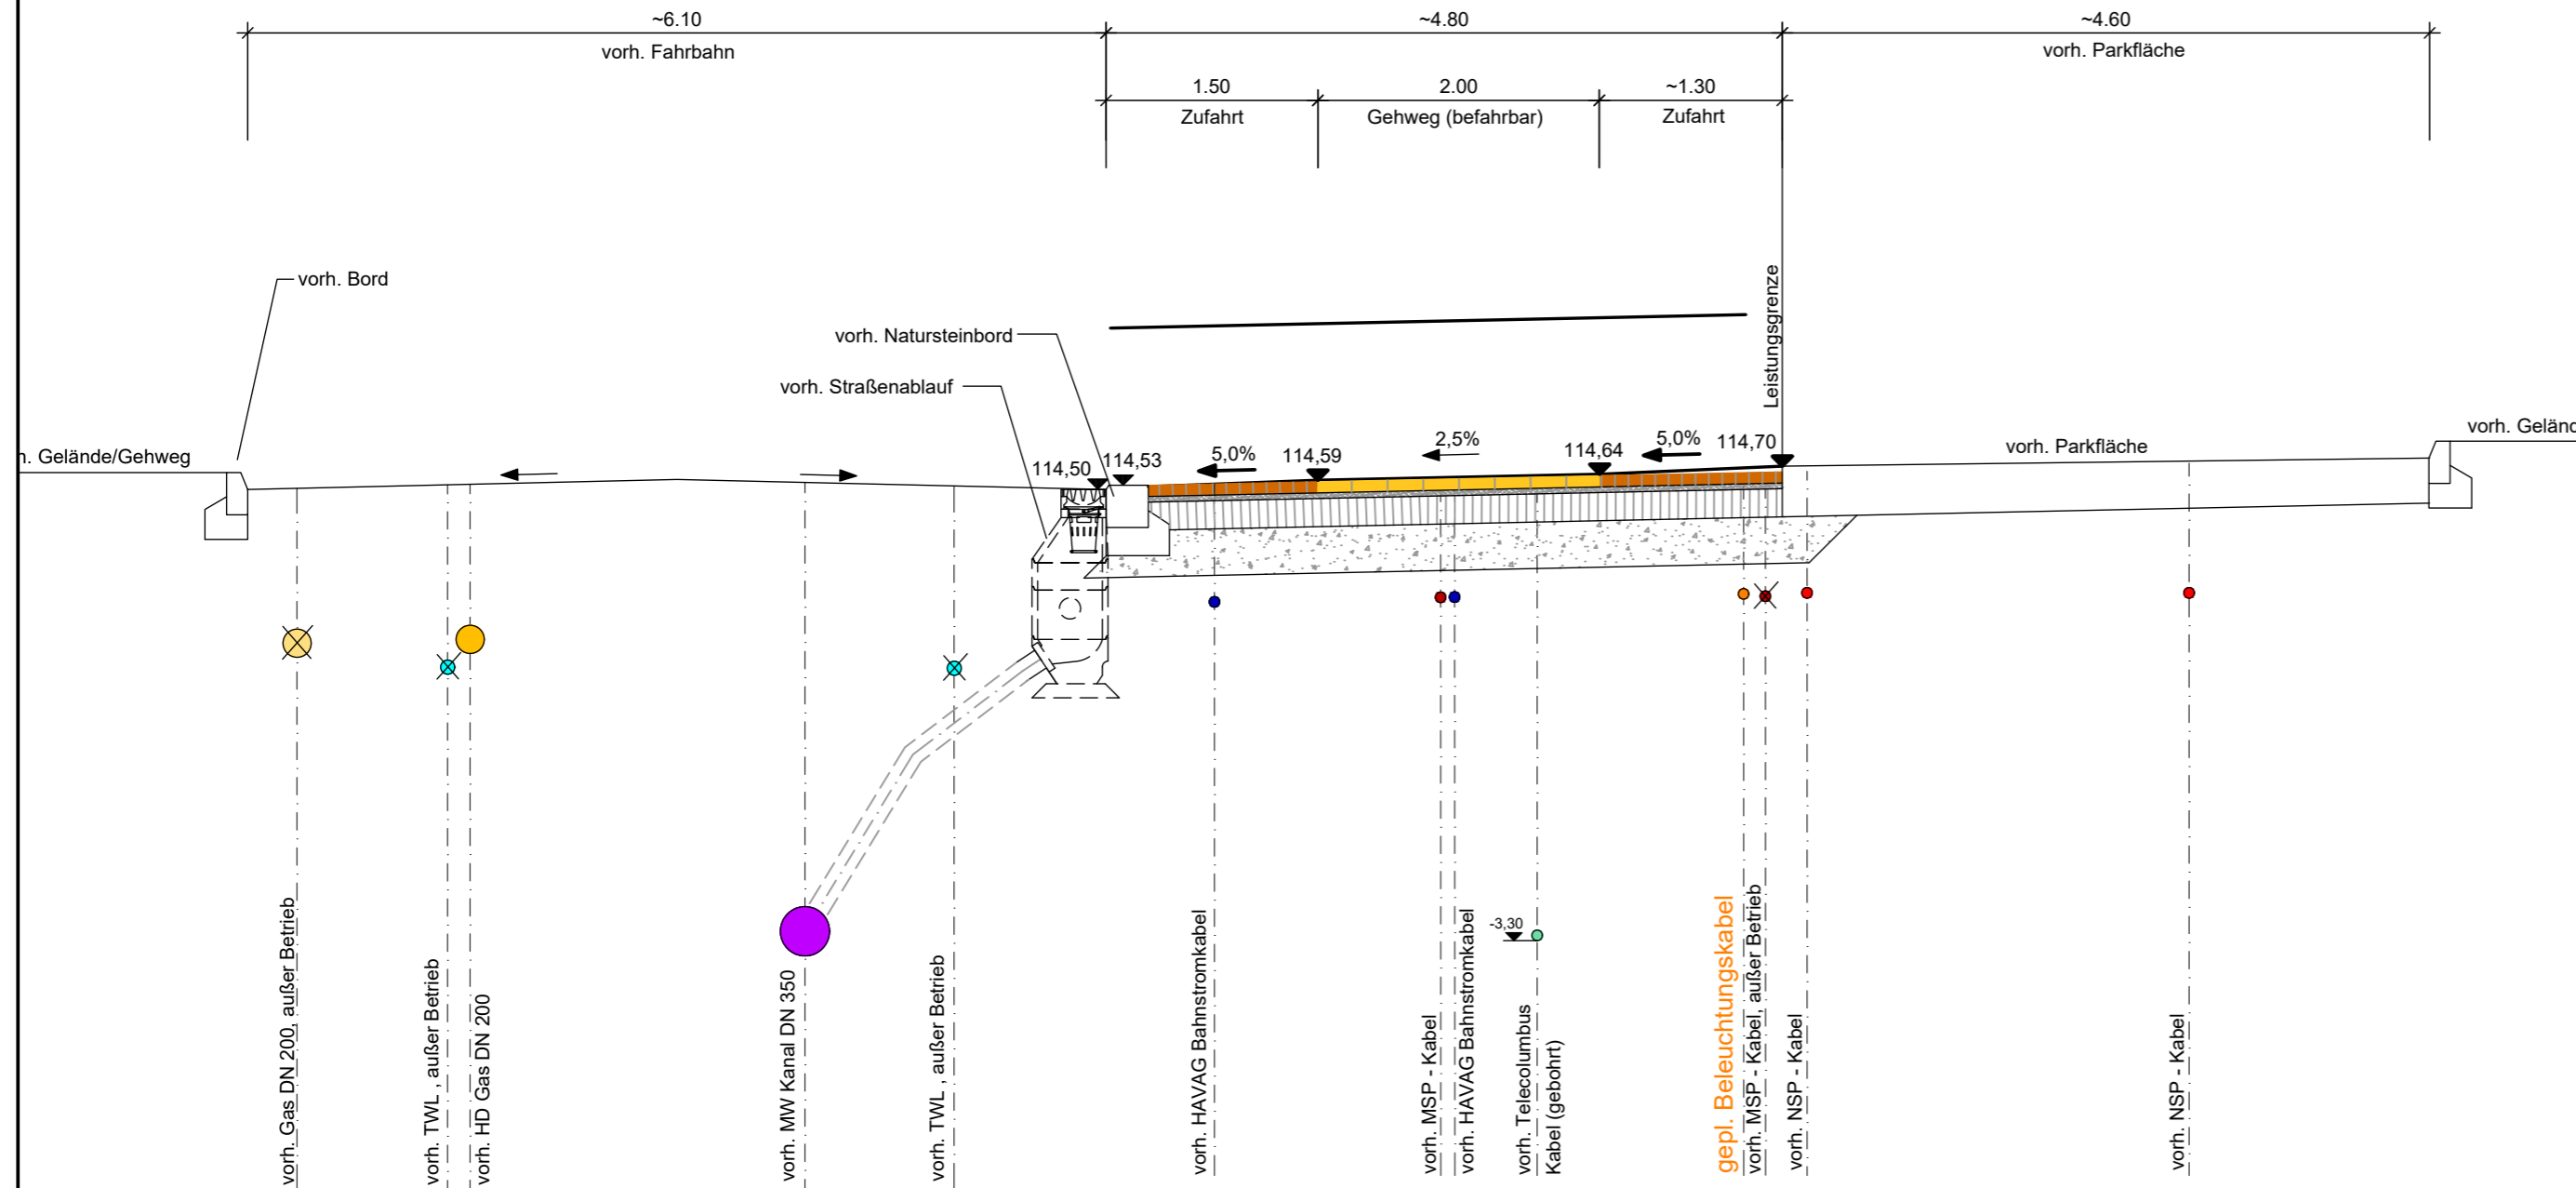 ~6.10
~4.80
~4.60
vorh. Fahrbahn
vorh. Parkfläche
1.50
2.00
~1.30
Zufahrt
Gehweg (befahrbar)
Zufahrt
vorh. Bord
vorh. Natursteinbord
vorh. Straßenablauf
Leistungsgrenze
h. Gelände/Gehweg
114,50
114,53
5,0%
114,59
2,5%
114,64
5,0%
114,70
vorh. Parkfläche
vorh. Geländ
-3,30
vorh. Gas DN 200, außer Betrieb
vorh. TWL , außer Betrieb
vorh. HD Gas DN 200
vorh. MW Kanal DN 350
vorh. TWL , außer Betrieb
vorh. HAVAG Bahnstromkabel
vorh. MSP - Kabel
vorh. HAVAG Bahnstromkabel
vorh. Telecolumbus
Kabel (gebohrt)
gepl. Beleuchtungskabel
vorh. MSP - Kabel, außer Betrieb
vorh. NSP - Kabel
vorh. NSP - Kabel